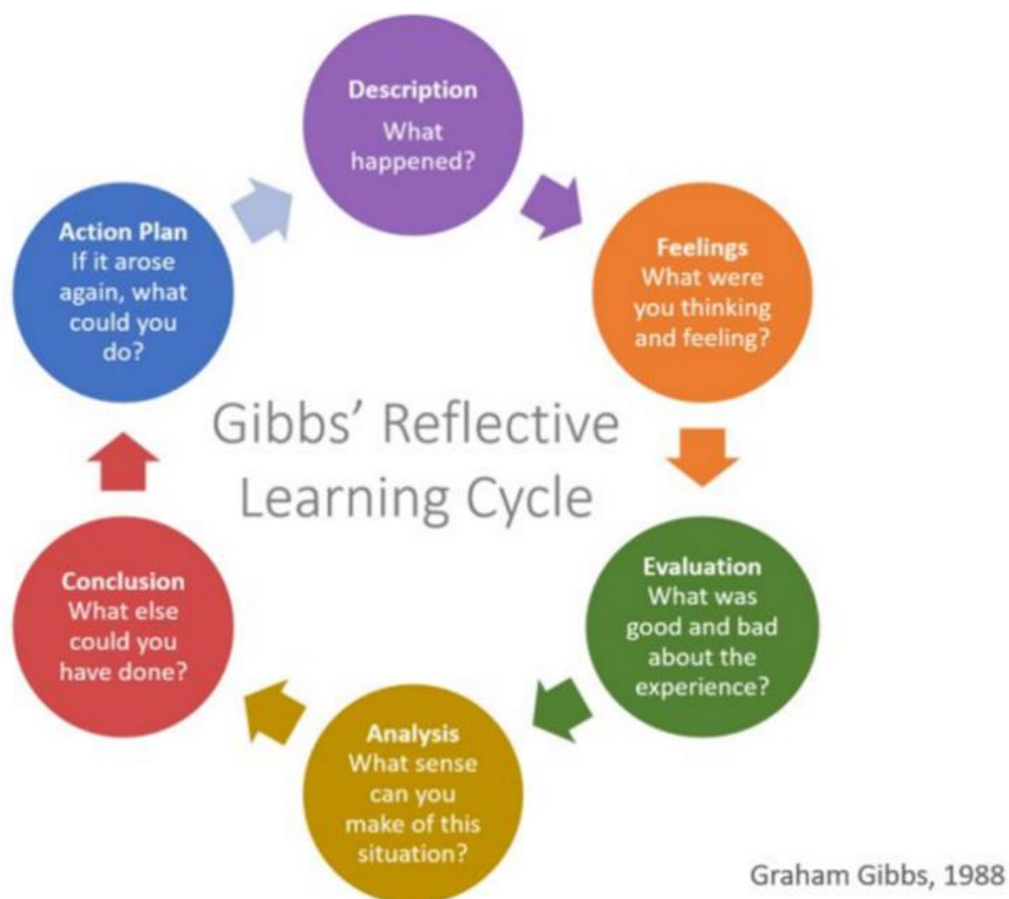 Description
What
happened?
Feelings
What were
you thinking
and feeling?
Evaluation
What was
good and bad
about the
experience?
Analysis
What sense
can you
make of this
situation?
Conclusion
What else
could you
have done?
Action Plan
If it arose
again, what
could you
do?
Gibbs’ Reflective
Learning Cycle
Graham Gibbs, 1988